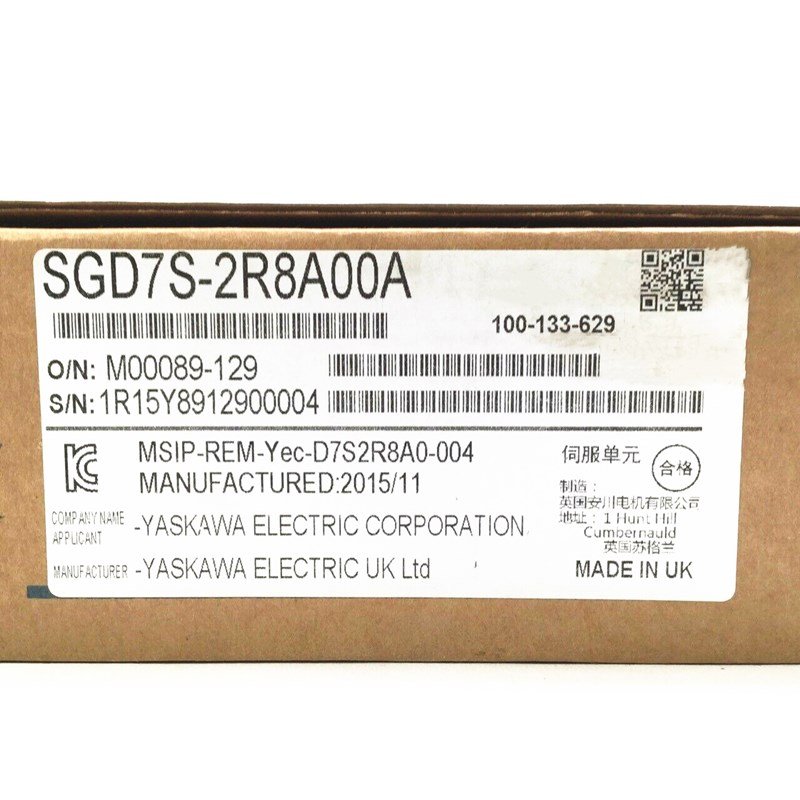 SGD7S-2R8A00A
100-133-629
O/N: M00089-129
S/N: 1R15Y8912900004
MSIP-REM-Yec-D7S2R8A0-004
MANUFACTURED:2015/11
COMPANY NAME
APPLICANT
-YASKAWA ELECTRIC CORPORATION
MANUFACTURER -YASKAWA ELECTRIC UK Ltd
伺服单元
合格
制造:
英国安川电机有限公司
地址: 1 Hunt Hill
Cumbernauld
英国苏格兰
MADE IN UK